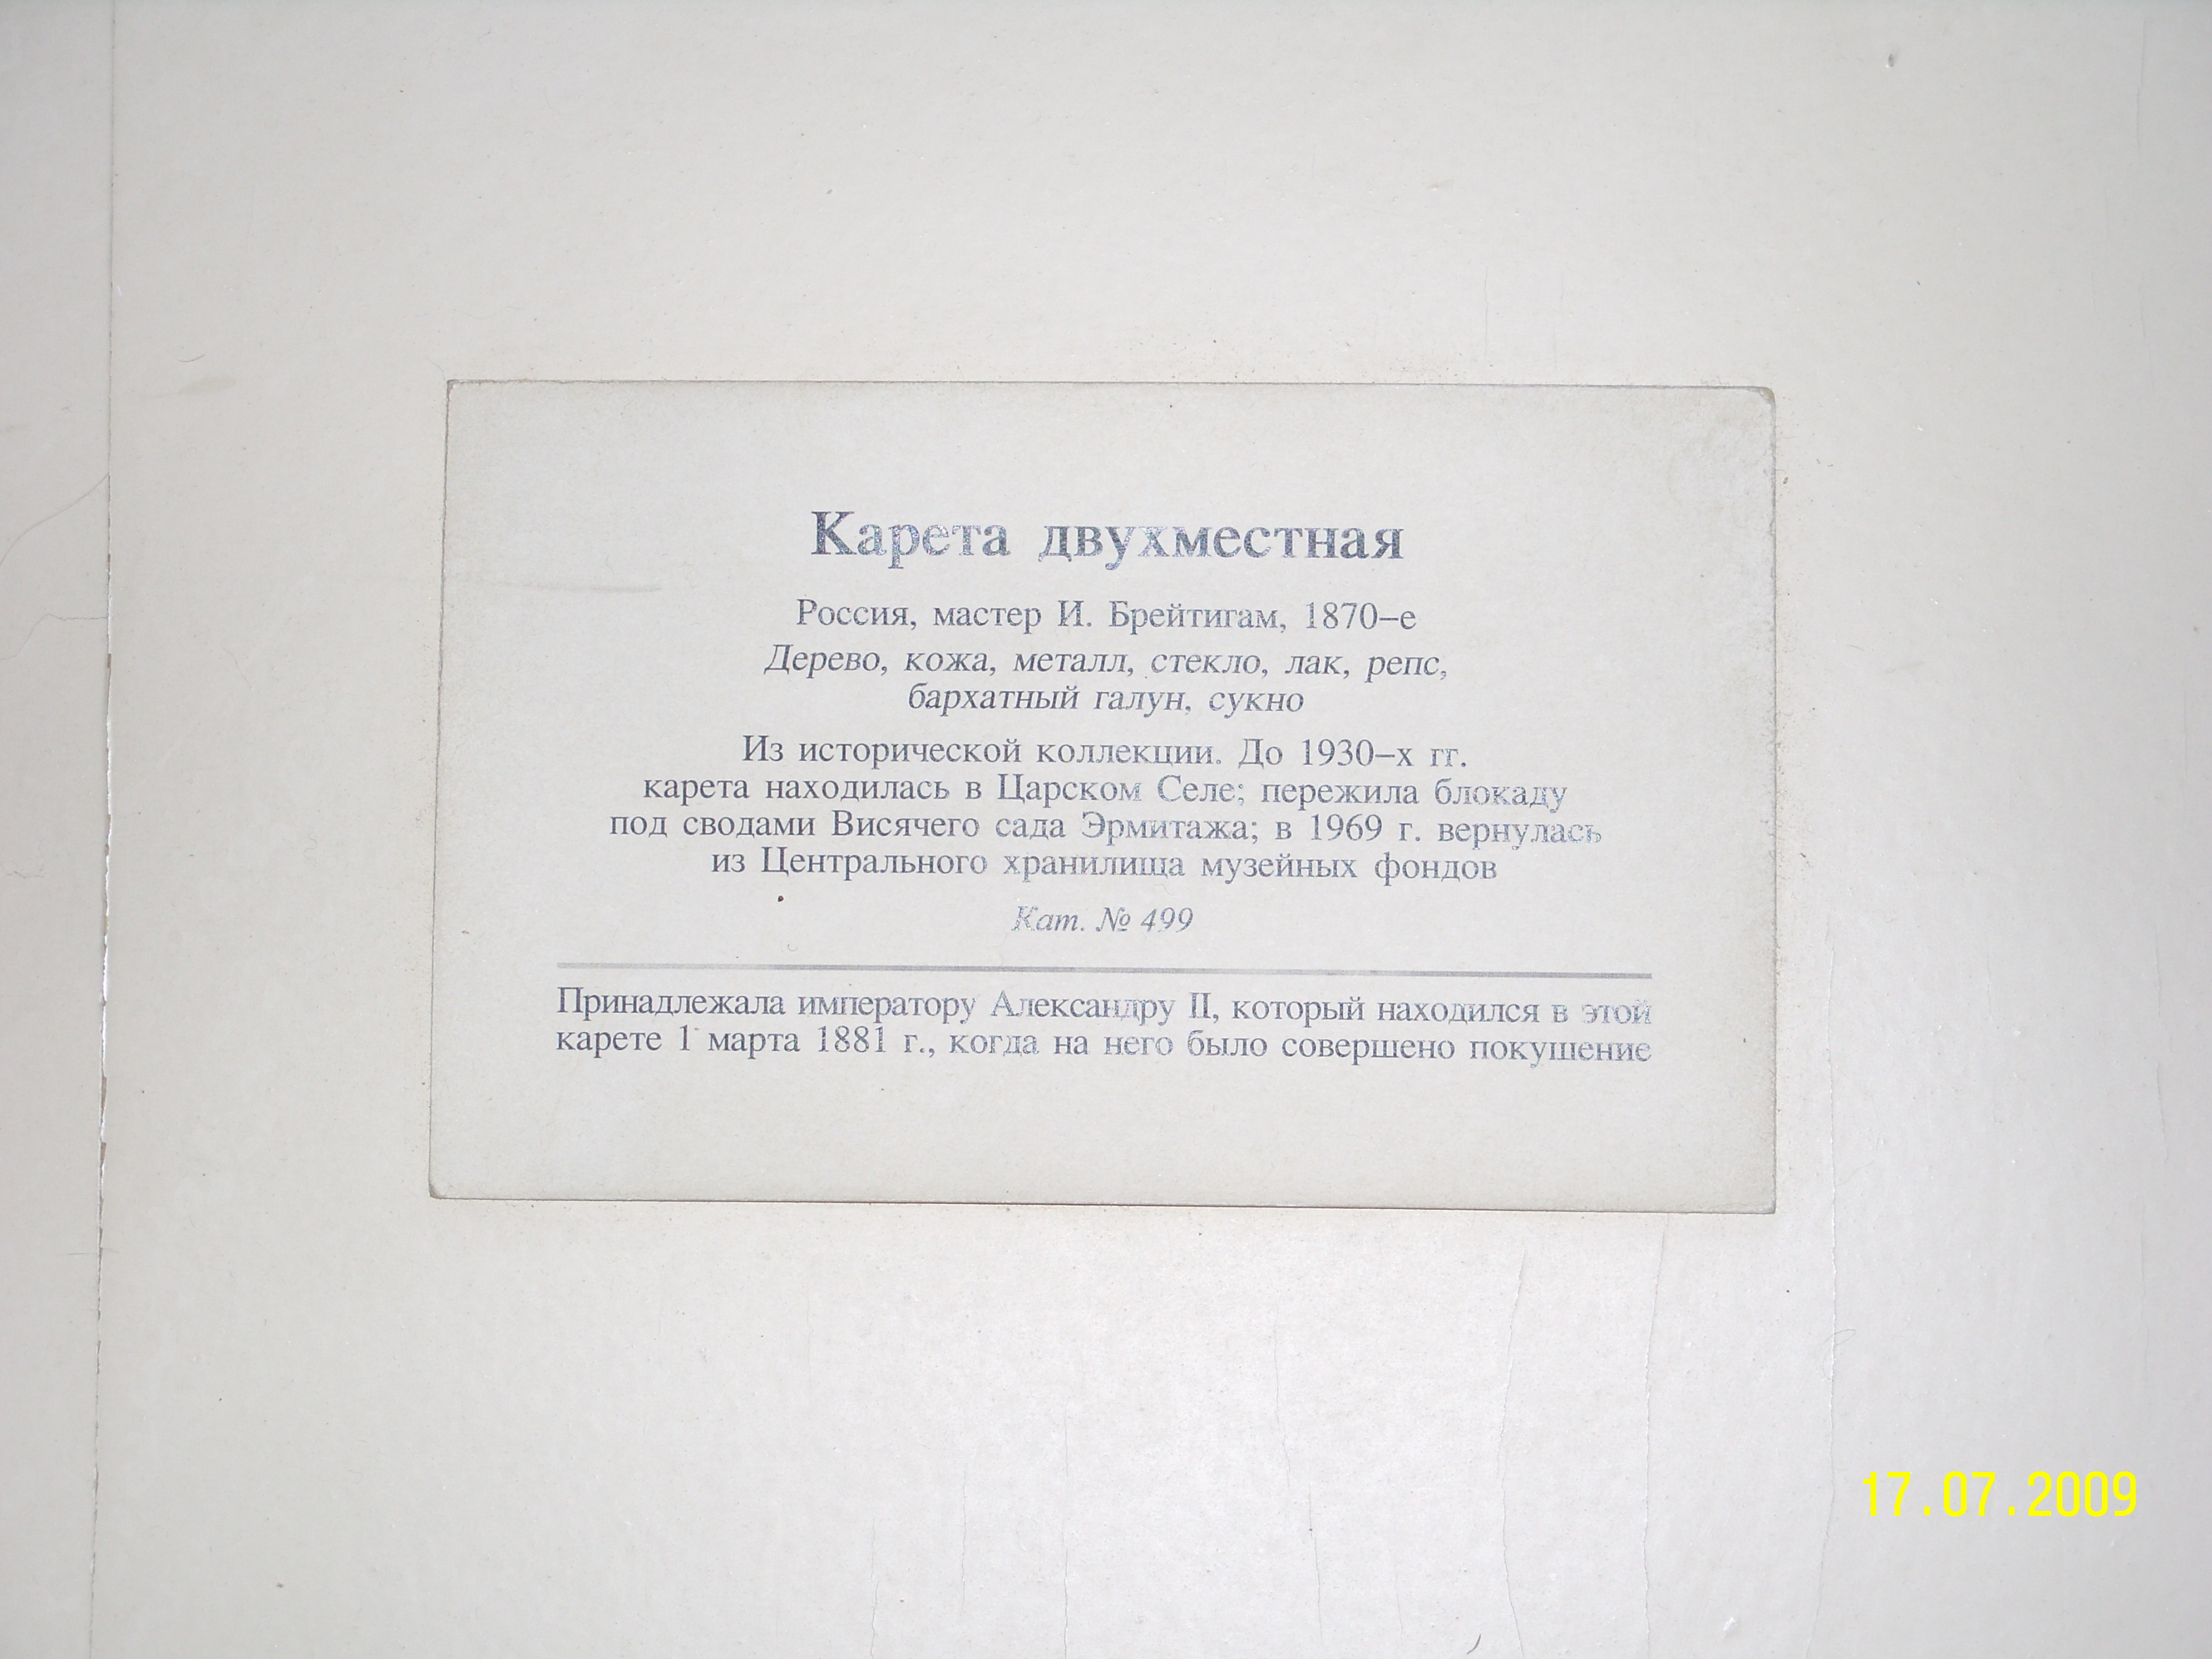 Карета двухместная
Россия, мастер И. Брейтигам, 1870–е
Дерево, кожа, металл, стекло, лак, репс,
бархатный галун, сукно
Из исторической коллекции. До 1930–х гг.
карета находилась в Царском Селе; пережила блокаду
под сводами Висячего сада Эрмитажа; в 1969 г. вернулась
из Центрального хранилища музейных фондов
Кат. № 499
Принадлежала императору Александру II, который находился в этой
карете 1 марта 1881 г., когда на него было совершено покушение
17.07.2009